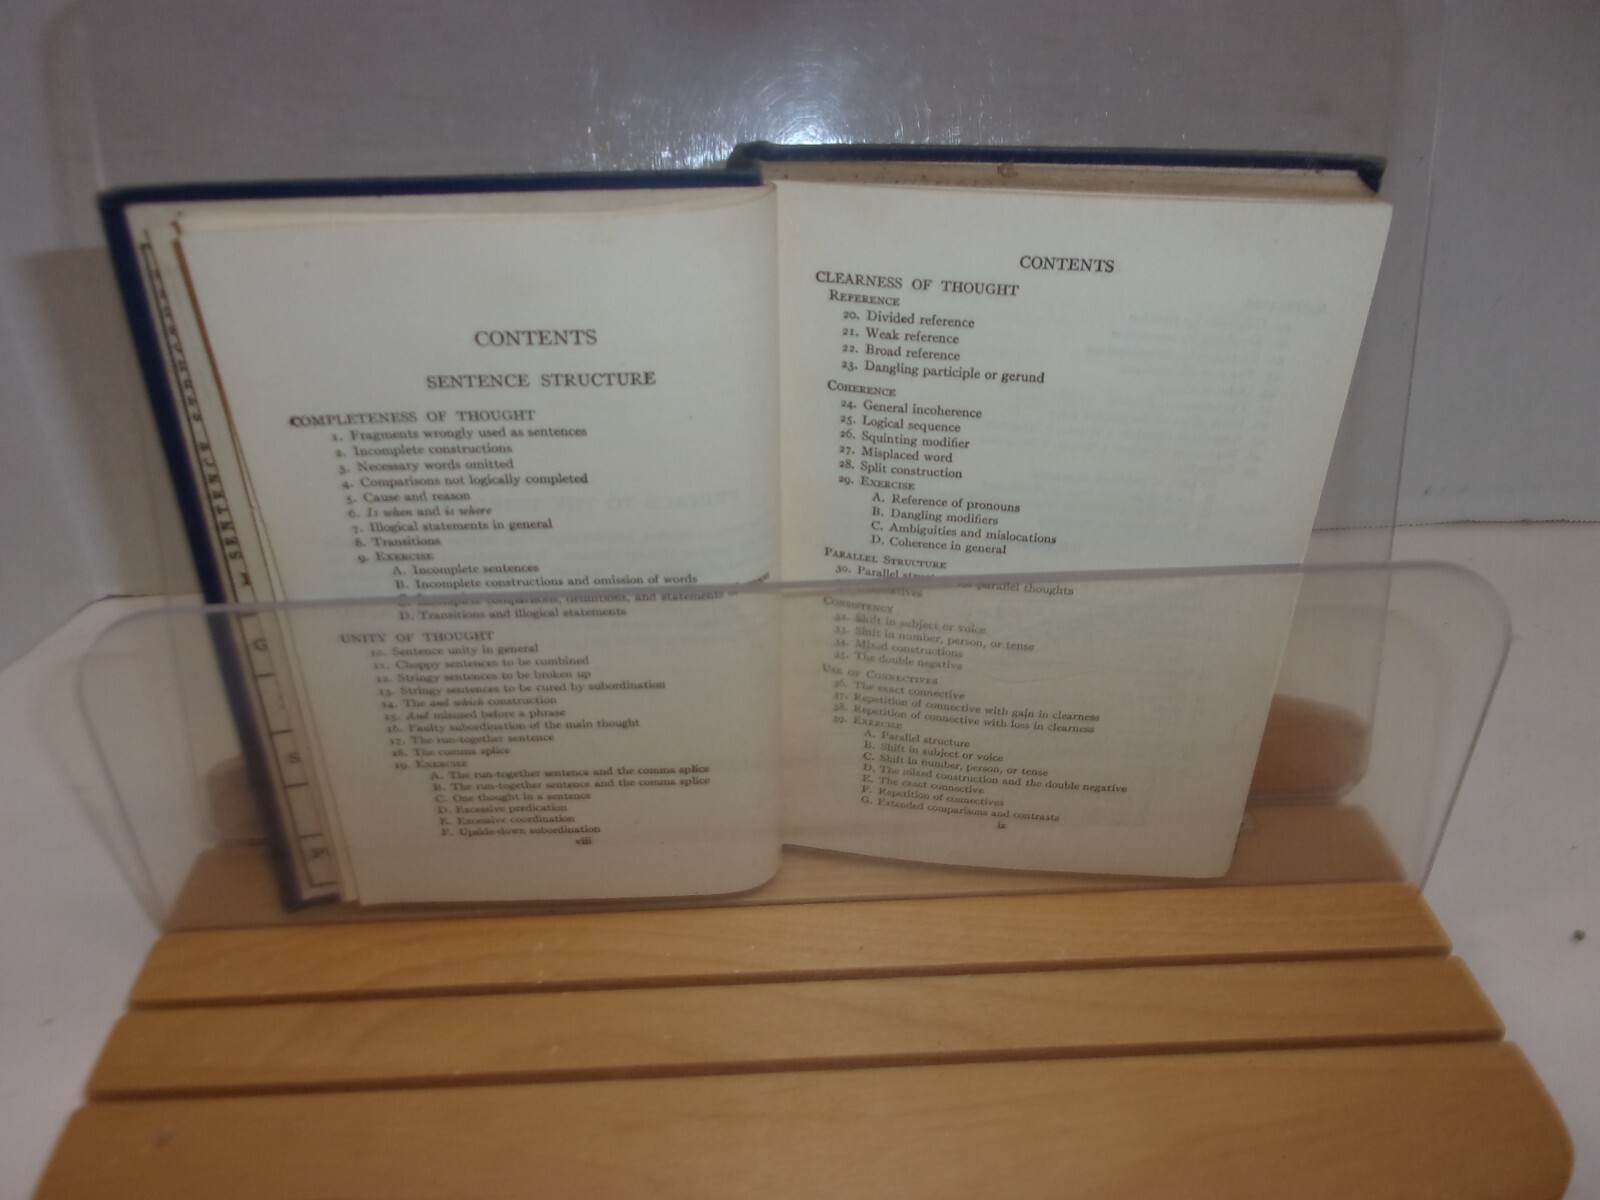 CONTENTS
SENTENCE STRUCTURE
COMPLETENESS OF THOUGHT
1. Fragments wrongly used as sentences
2. Incomplete constructions
3. Necessary words omitted
4. Comparisons not logically completed
5. Cause and reason
6. Is when and is where
7. Illogical statements in general
8. Transitions
9. EXERCISE
A. Incomplete sentences
B. Incomplete constructions and omission of words
C. Incomplete comparisons, definitions, and statements of
D. Transitions and illogical statements
UNITY OF THOUGHT
10. Sentence unity in general
11. Choppy sentences to be combined
12. Stringy sentences to be broken up
13. Stringy sentences to be cured by subordination
14. The and which construction
15. And misused before a phrase
16. Faulty subordination of the main thought
17. The run-together sentence
18. The comma splice
19. EXERCISE
A. The run-together sentence and the comma splice
B. The run-together sentence and the comma splice
C. One thought in a sentence
D. Excessive predication
E. Excessive coordination
F. Upside-down subordination
viii
CONTENTS
CLEARNESS OF THOUGHT
REFERENCE
20. Divided reference
21. Weak reference
22. Broad reference
23. Dangling participle or gerund
COHERENCE
24. General incoherence
25. Logical sequence
26. Squinting modifier
27. Misplaced word
28. Split construction
29. EXERCISE
A. Reference of pronouns
B. Dangling modifiers
C. Ambiguities and mislocations
D. Coherence in general
PARALLEL STRUCTURE
30. Parallel parallel thoughts
CONSISTENCY
32. Shift in subject or voice
33. Shift in number, person, or tense
34. Mixed constructions
35. The double negative
USE OF CONNECTIVES
36. The exact connective
37. Repetition of connective with gain in clearness
38. Repetition of connective with loss in clearness
39. EXERCISE
A. Parallel structure
B. Shift in subject or voice
C. Shift in number, person, or tense
D. The mixed construction and the double negative
E. The exact connective
F. Repetition of connectives
G. Extended comparisons and contrasts
ix
SENTENCE
G
S